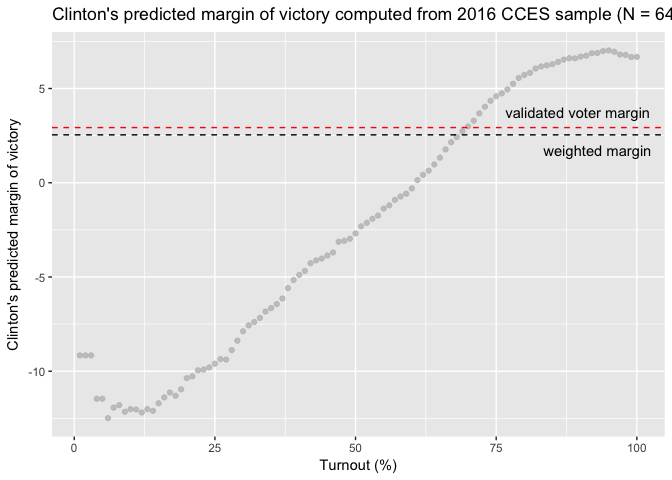 Clinton's predicted margin of victory computed from 2016 CCES sample (N = 64
5
0
-5
-10
validated voter margin
weighted margin
0 25 50 75 100
Turnout (%)
Clinton's predicted margin of victory